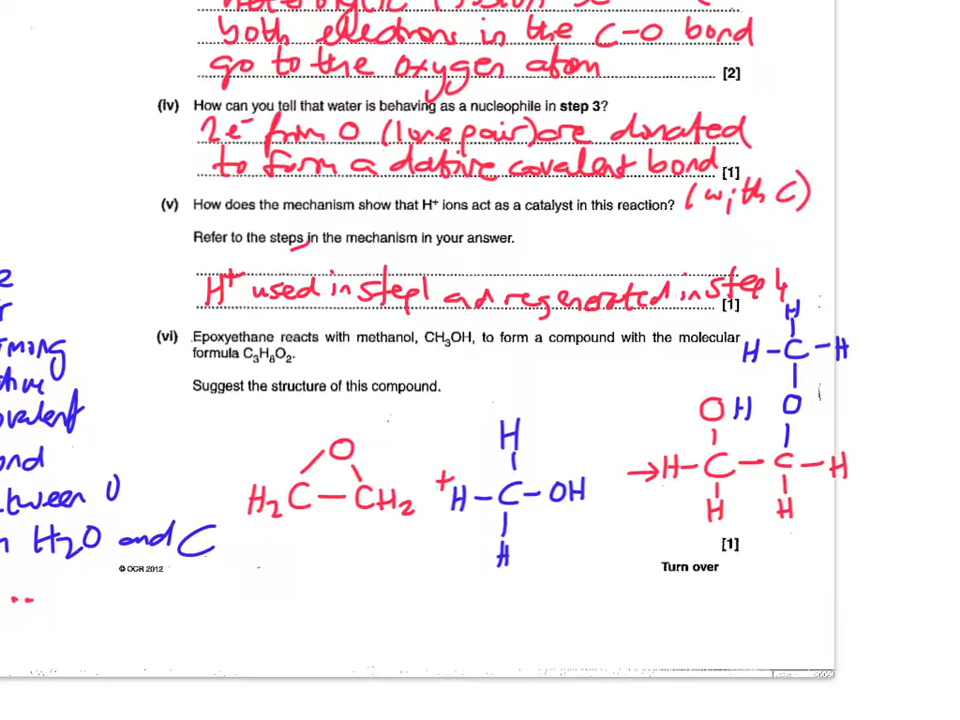 both electrons in the C-O bond
go to the oxygen atom [2]
(iv) How can you tell that water is behaving as a nucleophile in step 3?
2e⁻ from O (lone pair) are donated
to form a dative covalent bond [1]
(with C)
(v) How does the mechanism show that H⁺ ions act as a catalyst in this reaction?
Refer to the steps in the mechanism in your answer.
H⁺ used in step 1 and regenerated in step 4
[1]
(vi) Epoxyethane reacts with methanol, CH₃OH, to form a compound with the molecular
formula C₃H₈O₂.
Suggest the structure of this compound.
H
H-C-H
O
OH
H-C-C-H
H H
O
H₂C-CH₂
+
H
H-C-OH
H
→
[1]
ovalent
ond
between O
H₂O and C
© OCR 2012
Turn over